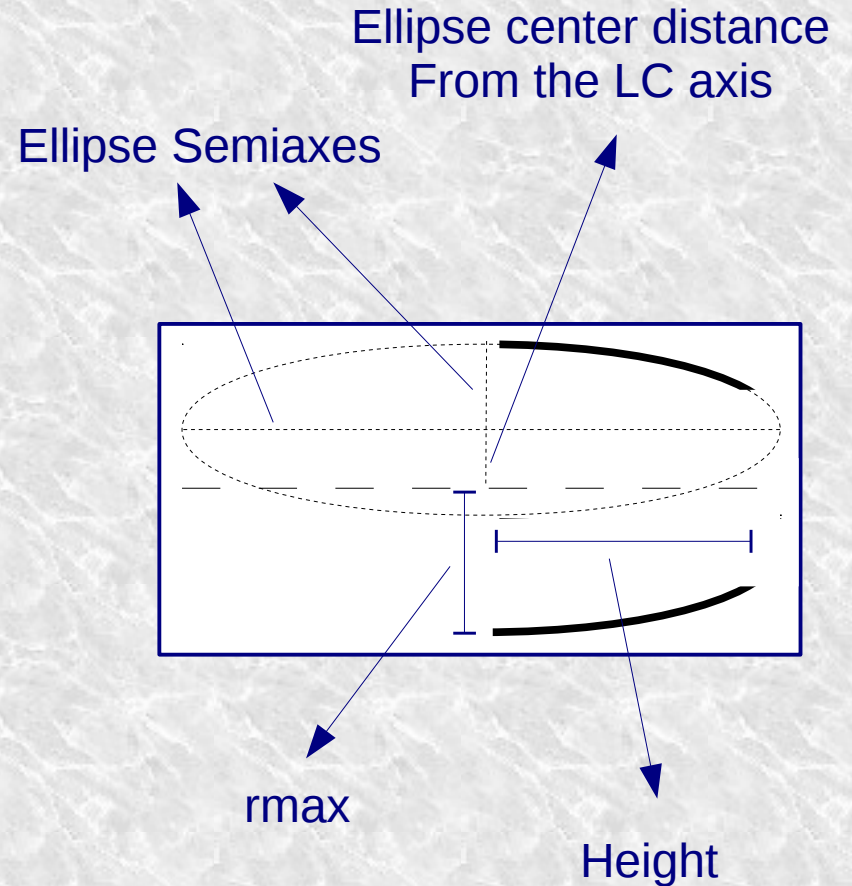 Ellipse center distance
From the LC axis
Ellipse Semiaxes
rmax
Height